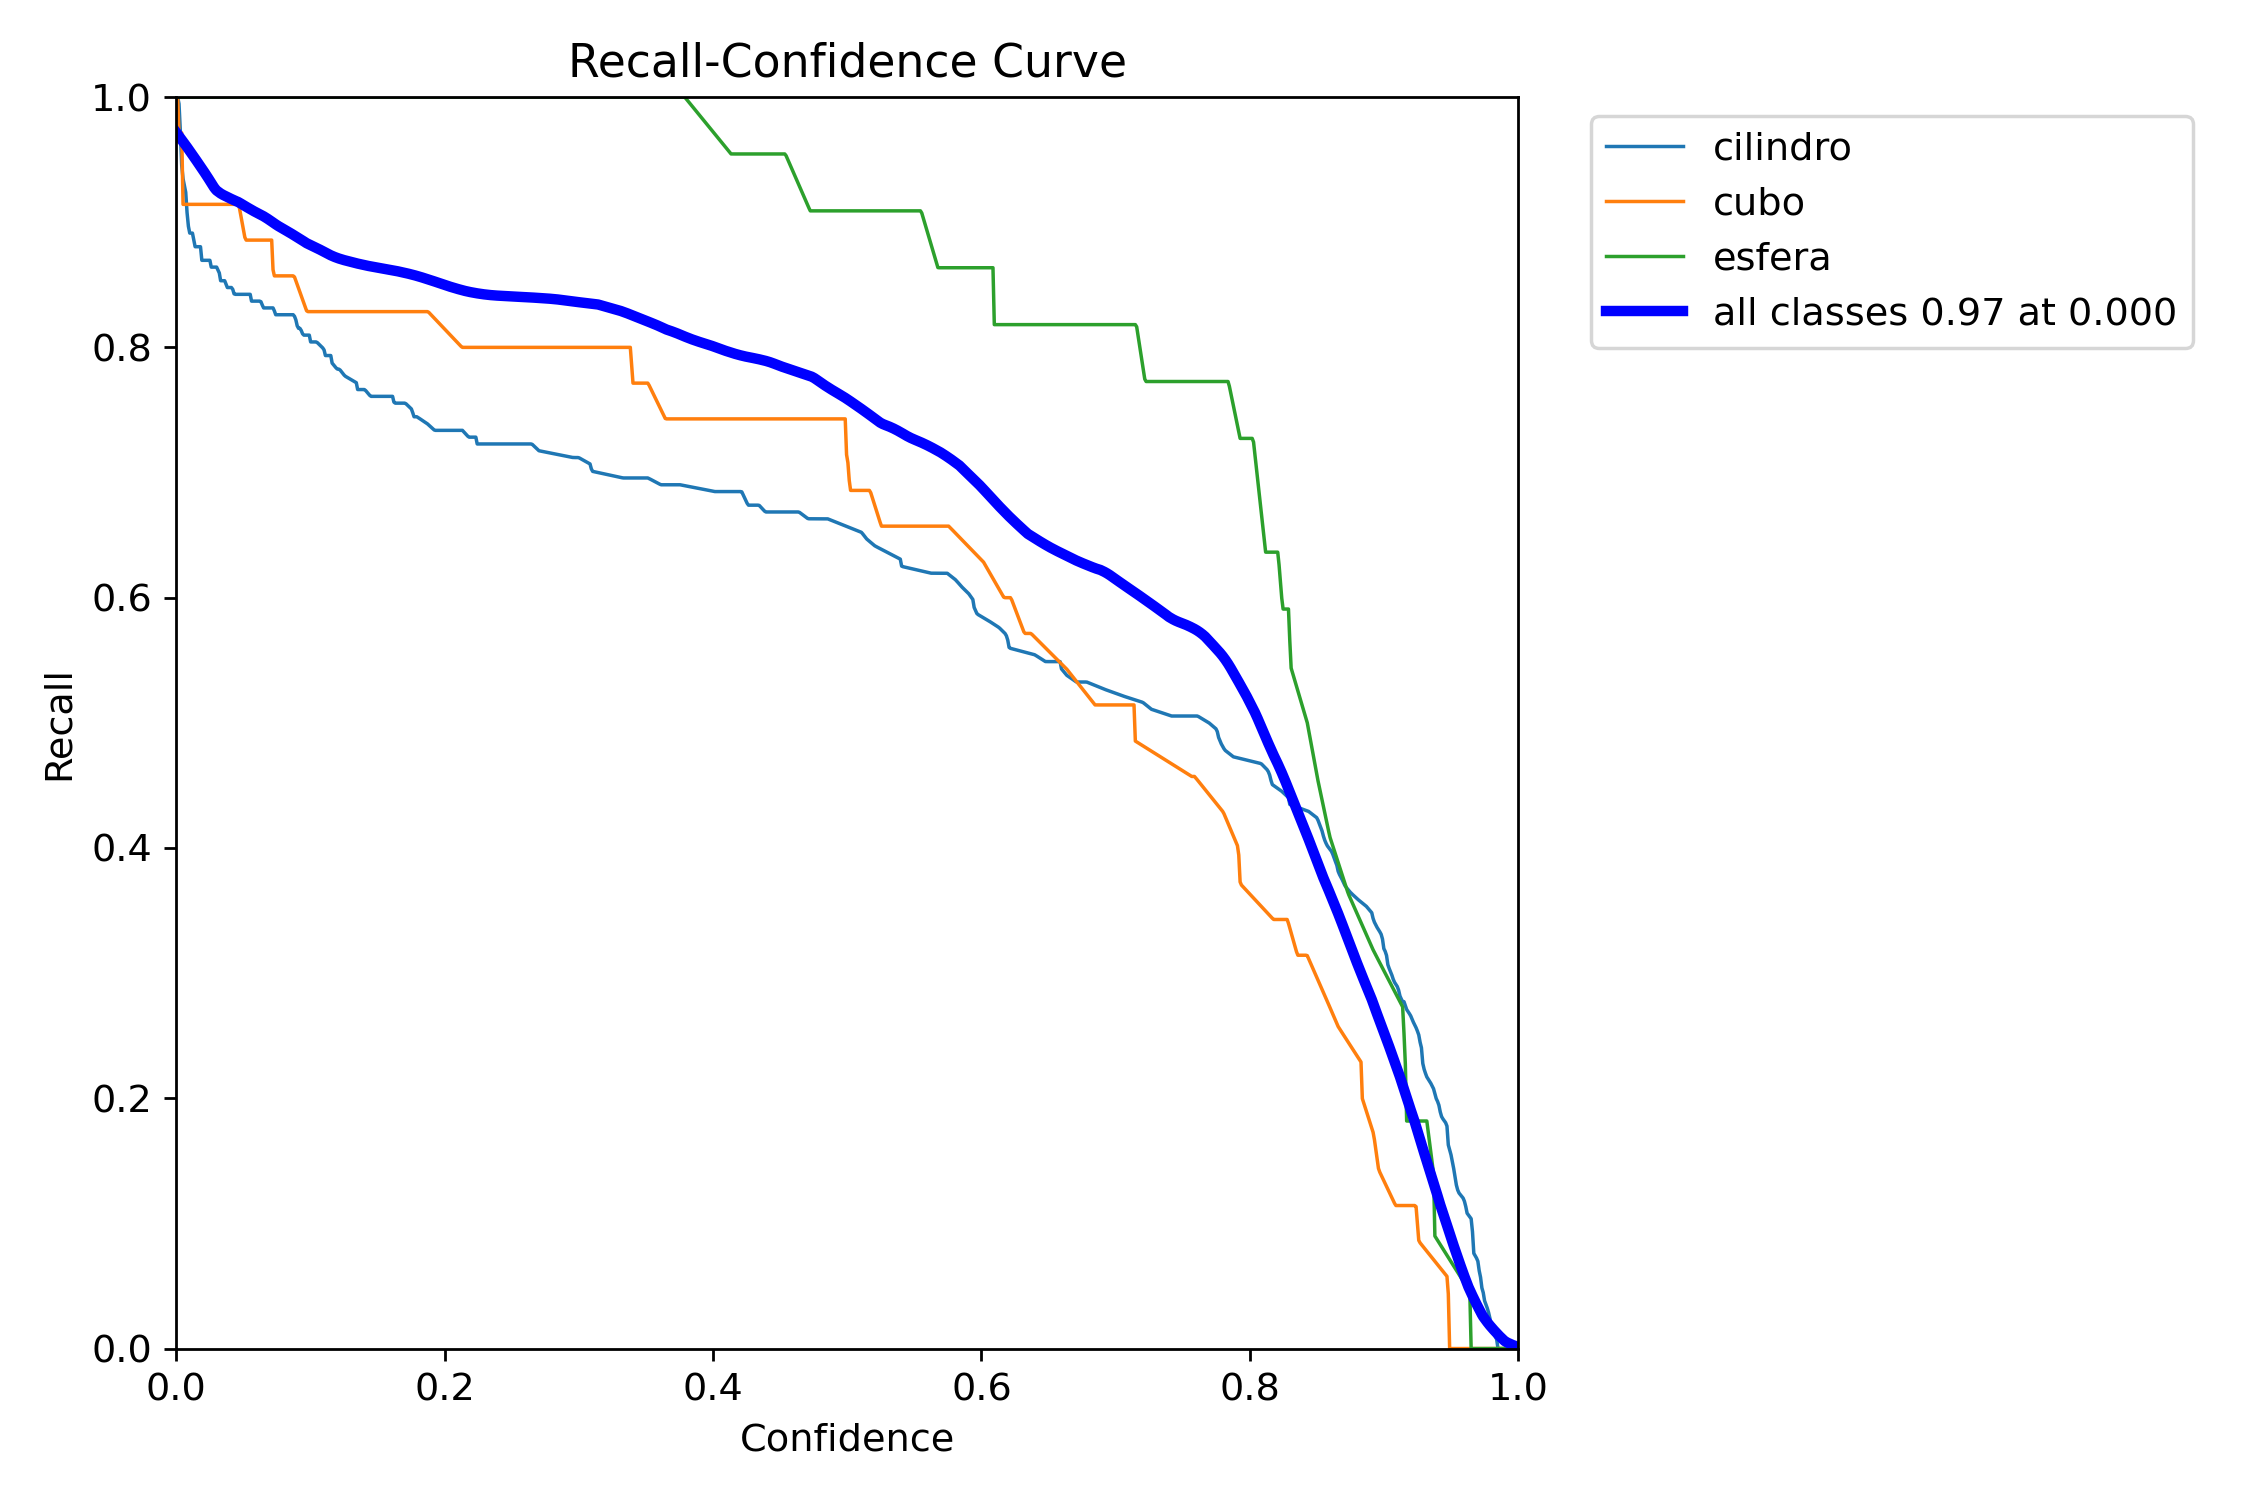 Recall-Confidence Curve
1.0
0.8
0.6
0.4
0.2
0.0
Recall
0.0 0.2 0.4 0.6 0.8 1.0
Confidence
cilindro
cubo
esfera
all classes 0.97 at 0.000